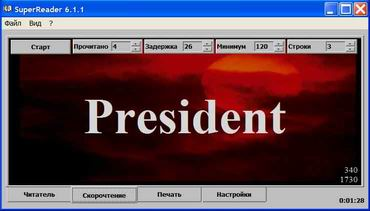 SuperReader 6.1.1
Файл Вид ?
Старт Прочитано 4 Задержка 26 Минимум 120 Строки 3
President
340
1730
Читатель Скорочтение Печать Настройки
0:01:28